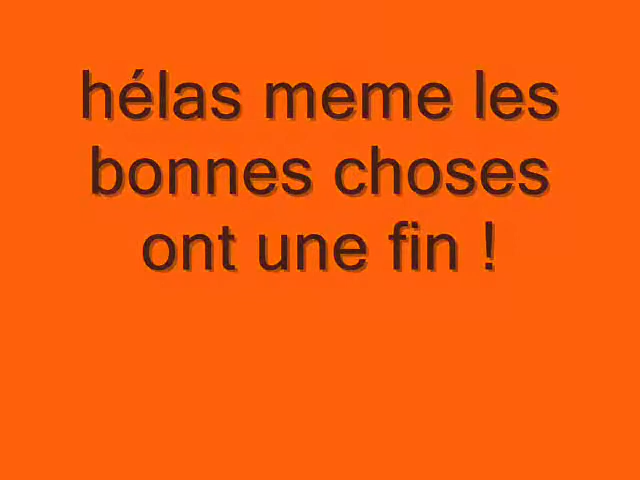 hélas meme les
bonnes choses
ont une fin !